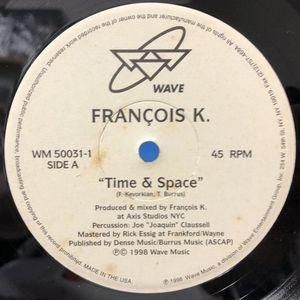 WAVE
FRANÇOIS K.
WM 50031-1
SIDE A
45 RPM
"Time & Space"
(F. Kevorkian, T. Burrus)
Produced & mixed by François K.
at Axis Studios NYC
Percussion: Joe "Joaquin" Claussell
Mastered by Rick Essig at Frankford/Wayne
Published by Dense Music/Burrus Music (ASCAP)
℗© 1998 Wave Music
MADE IN THE USA.